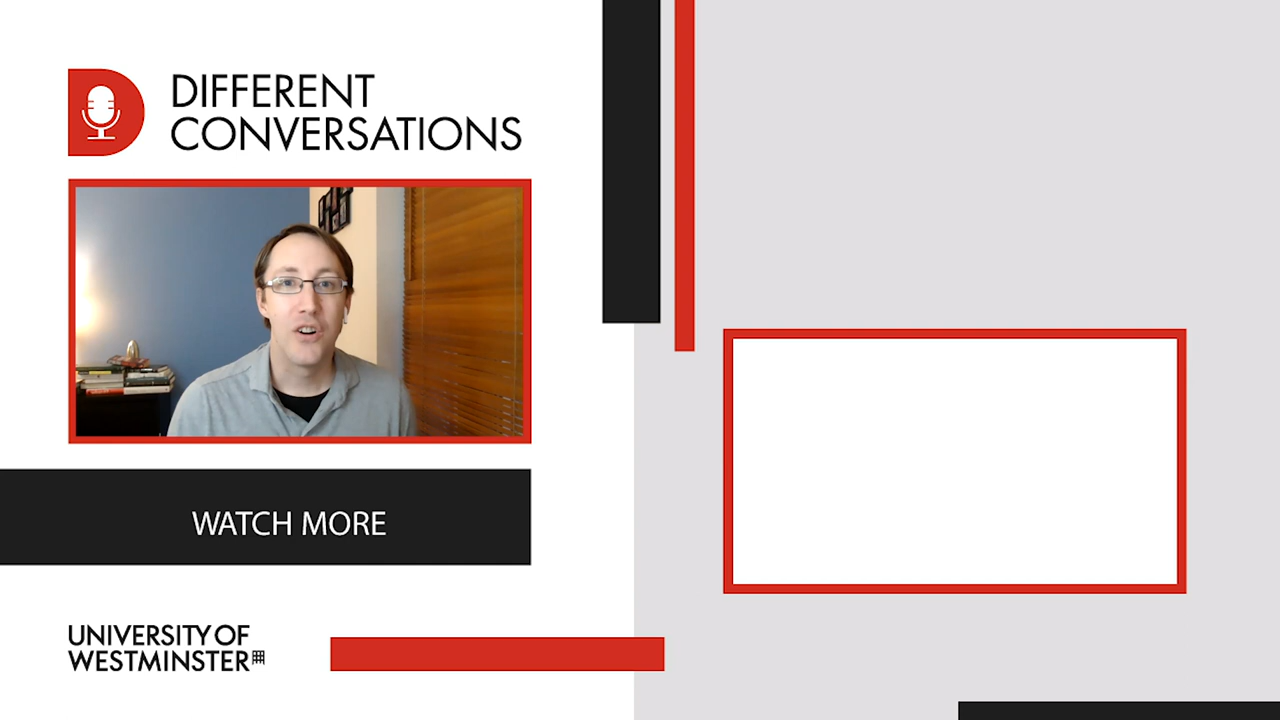 DIFFERENT
CONVERSATIONS
WATCH MORE
UNIVERSITY OF
WESTMINSTER